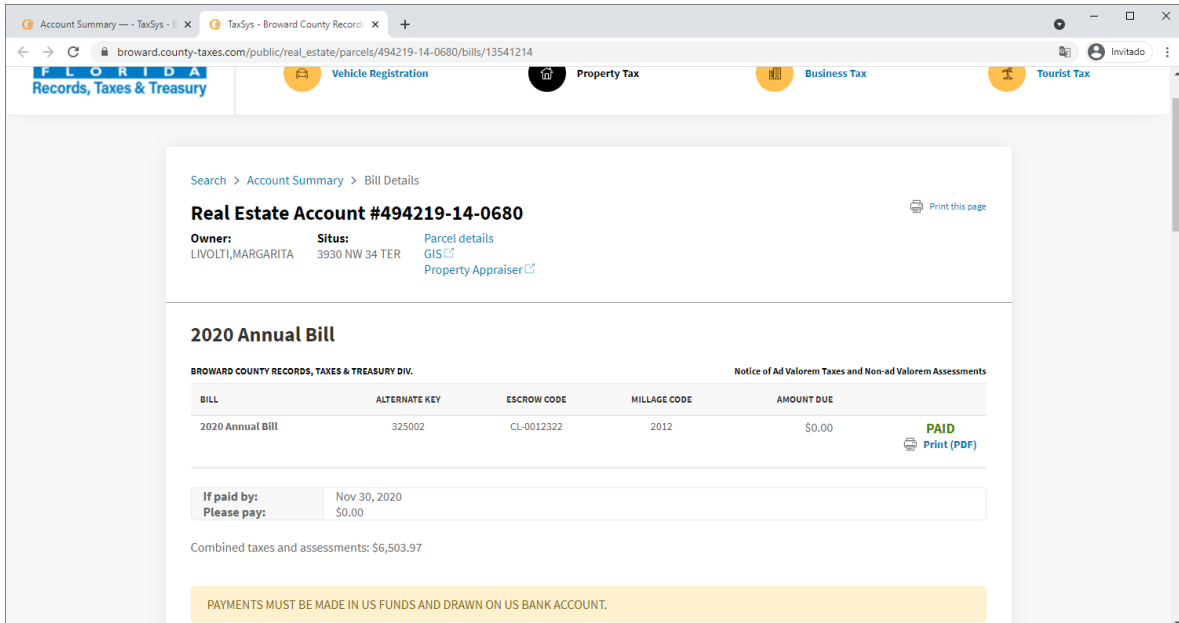 Account Summary — - TaxSys - B
TaxSys - Broward County Records
broward.county-taxes.com/public/real_estate/parcels/494219-14-0680/bills/13541214
Invitado
FLORIDA
Records, Taxes & Treasury
Vehicle Registration
Property Tax
Business Tax
Tourist Tax
Search > Account Summary > Bill Details
Real Estate Account #494219-14-0680
Print this page
Owner: Situs: Parcel details
LIVOLTI,MARGARITA 3930 NW 34 TER GIS
Property Appraiser
2020 Annual Bill
BROWARD COUNTY RECORDS, TAXES & TREASURY DIV. Notice of Ad Valorem Taxes and Non-ad Valorem Assessments
BILL ALTERNATE KEY ESCROW CODE MILLAGE CODE AMOUNT DUE
2020 Annual Bill 325002 CL-0012322 2012 $0.00 PAID
Print (PDF)
If paid by: Nov 30, 2020
Please pay: $0.00
Combined taxes and assessments: $6,503.97
PAYMENTS MUST BE MADE IN US FUNDS AND DRAWN ON US BANK ACCOUNT.